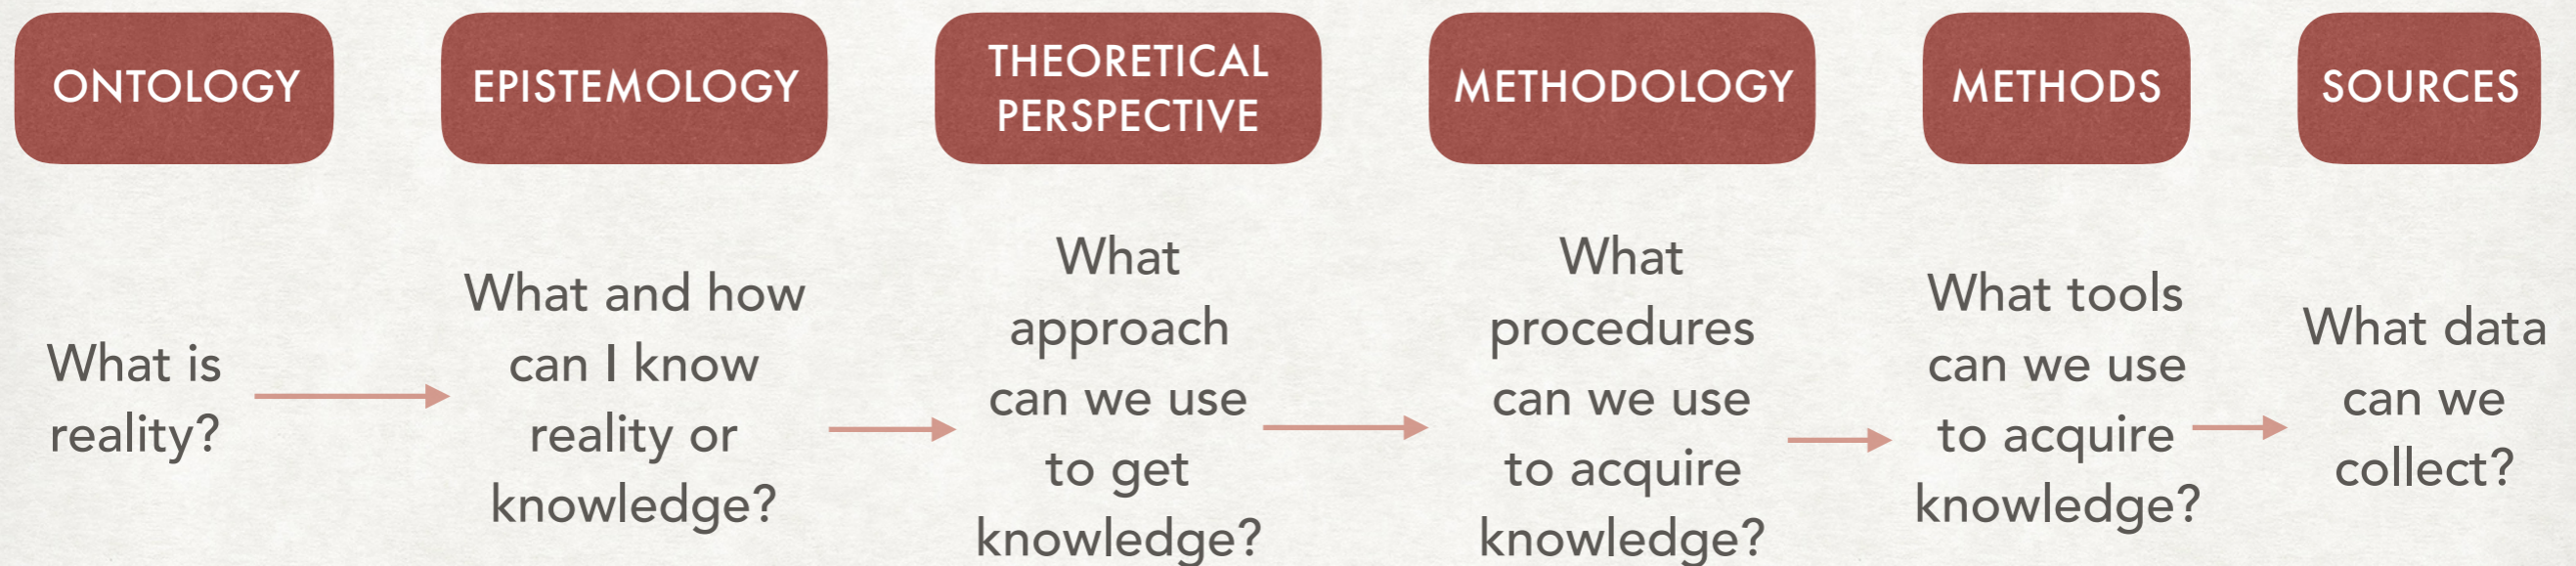 ONTOLOGY
EPISTEMOLOGY
THEORETICAL
PERSPECTIVE
METHODOLOGY
METHODS
SOURCES
What is
reality?
What and how
can I know
reality or
knowledge?
What
approach
can we use
to get
knowledge?
What
procedures
can we use
to acquire
knowledge?
What tools
can we use
to acquire
knowledge?
What data
can we
collect?